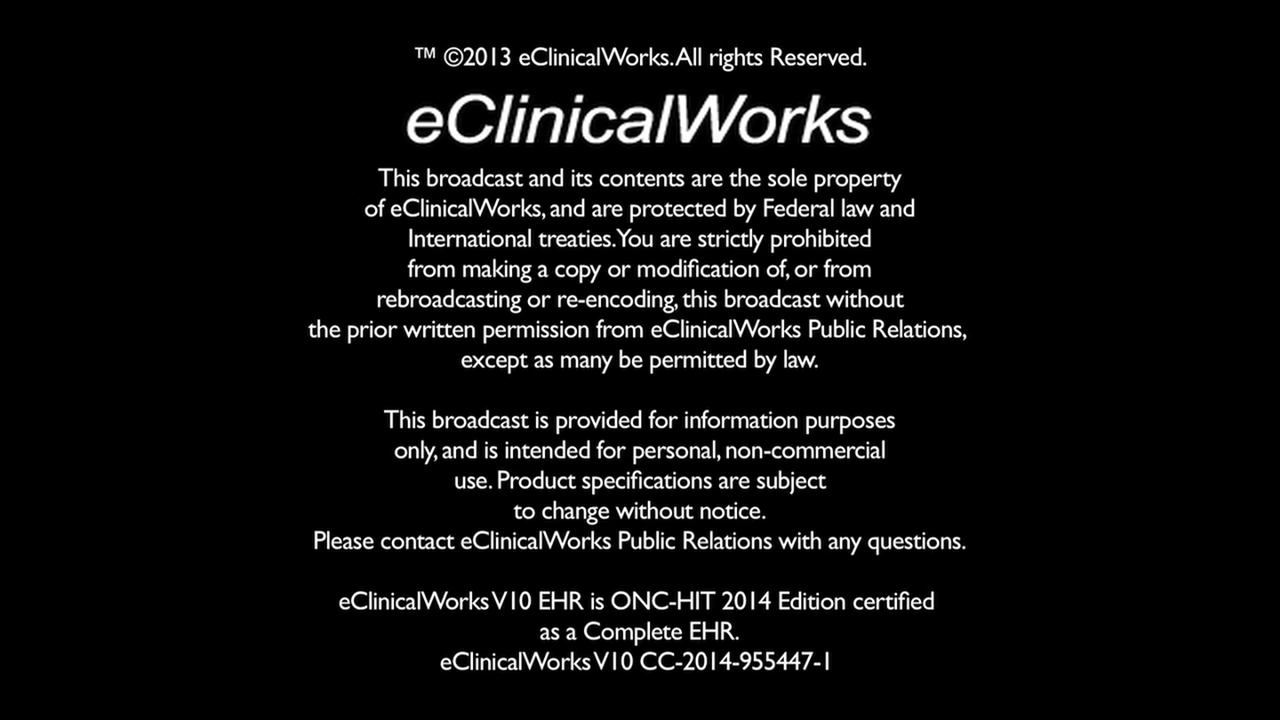 ™ ©2013 eClinicalWorks. All rights Reserved.
eClinicalWorks
This broadcast and its contents are the sole property
of eClinicalWorks, and are protected by Federal law and
International treaties. You are strictly prohibited
from making a copy or modification of, or from
rebroadcasting or re-encoding, this broadcast without
the prior written permission from eClinicalWorks Public Relations,
except as many be permitted by law.
This broadcast is provided for information purposes
only, and is intended for personal, non-commercial
use. Product specifications are subject
to change without notice.
Please contact eClinicalWorks Public Relations with any questions.
eClinicalWorks V10 EHR is ONC-HIT 2014 Edition certified
as a Complete EHR.
eClinicalWorks V10 CC-2014-955447-1